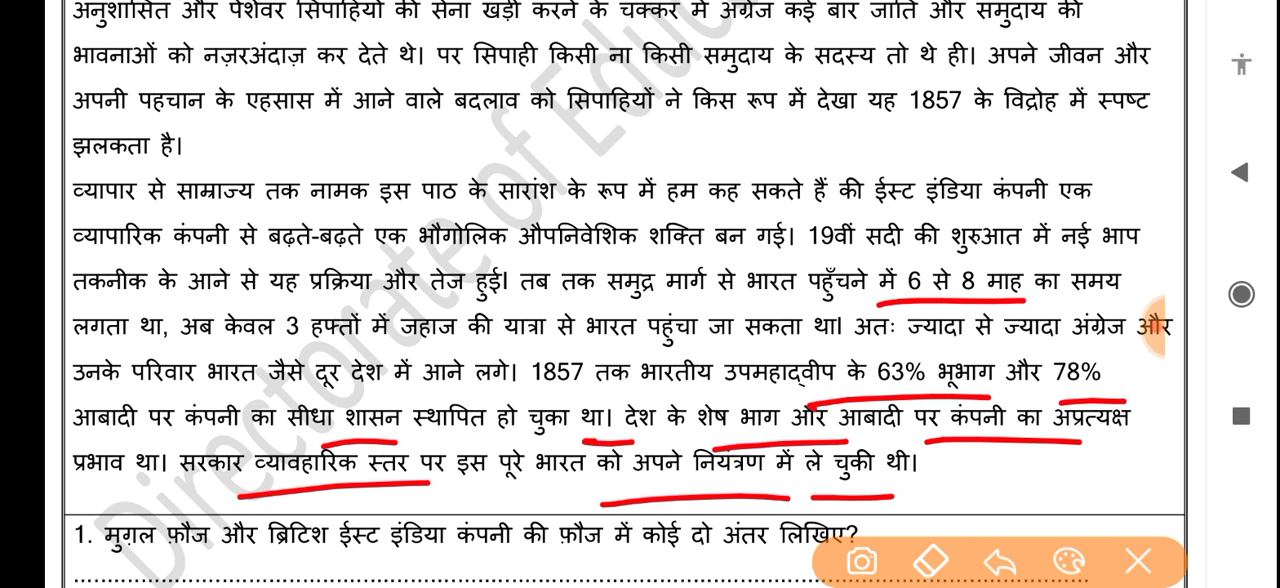 अनुशासित और पेशेवर सिपाहियों की सेना खड़ी करने के चक्कर में अंग्रेज कई बार जाति और समुदाय की
भावनाओं को नज़रअंदाज़ कर देते थे। पर सिपाही किसी ना किसी समुदाय के सदस्य तो थे ही। अपने जीवन और
अपनी पहचान के एहसास में आने वाले बदलाव को सिपाहियों ने किस रूप में देखा यह 1857 के विद्रोह में स्पष्ट
झलकता है।
व्यापार से साम्राज्य तक नामक इस पाठ के सारांश के रूप में हम कह सकते हैं की ईस्ट इंडिया कंपनी एक
व्यापारिक कंपनी से बढ़ते-बढ़ते एक भौगोलिक औपनिवेशिक शक्ति बन गई। 19वीं सदी की शुरुआत में नई भाप
तकनीक के आने से यह प्रक्रिया और तेज हुई। तब तक समुद्र मार्ग से भारत पहुँचने में 6 से 8 माह का समय
लगता था, अब केवल 3 हफ्तों में जहाज की यात्रा से भारत पहुंचा जा सकता था। अतः ज्यादा से ज्यादा अंग्रेज और
उनके परिवार भारत जैसे दूर देश में आने लगे। 1857 तक भारतीय उपमहाद्वीप के 63% भूभाग और 78%
आबादी पर कंपनी का सीधा शासन स्थापित हो चुका था। देश के शेष भाग और आबादी पर कंपनी का अप्रत्यक्ष
प्रभाव था। सरकार व्यावहारिक स्तर पर इस पूरे भारत को अपने नियंत्रण में ले चुकी थी।
1. मुग़ल फ़ौज और ब्रिटिश ईस्ट इंडिया कंपनी की फ़ौज में कोई दो अंतर लिखिए?
Directorate of Educ